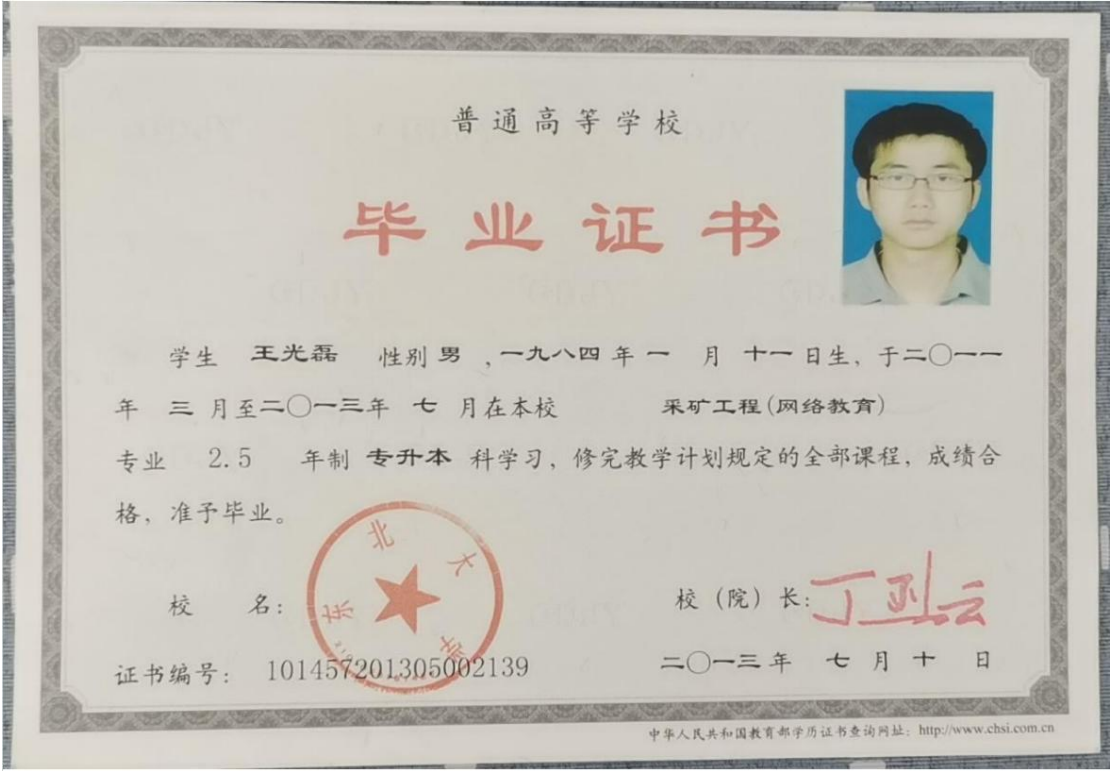 普通高等学校
毕业证书
学生 王光磊 性别 男 ,一九八四 年 一 月 十一 日生, 于二〇一一
年 三 月至二〇一三年 七 月在本校 采矿工程(网络教育)
专业 2.5 年制 专升本 科学习, 修完教学计划规定的全部课程, 成绩合
格, 准予毕业。
东北大学
校 名:
校 (院) 长:
证书编号: 101457201305002139
二〇一三 年 七 月 十 日
中华人民共和国教育部学历证书查询网址: http://www.chsi.com.cn